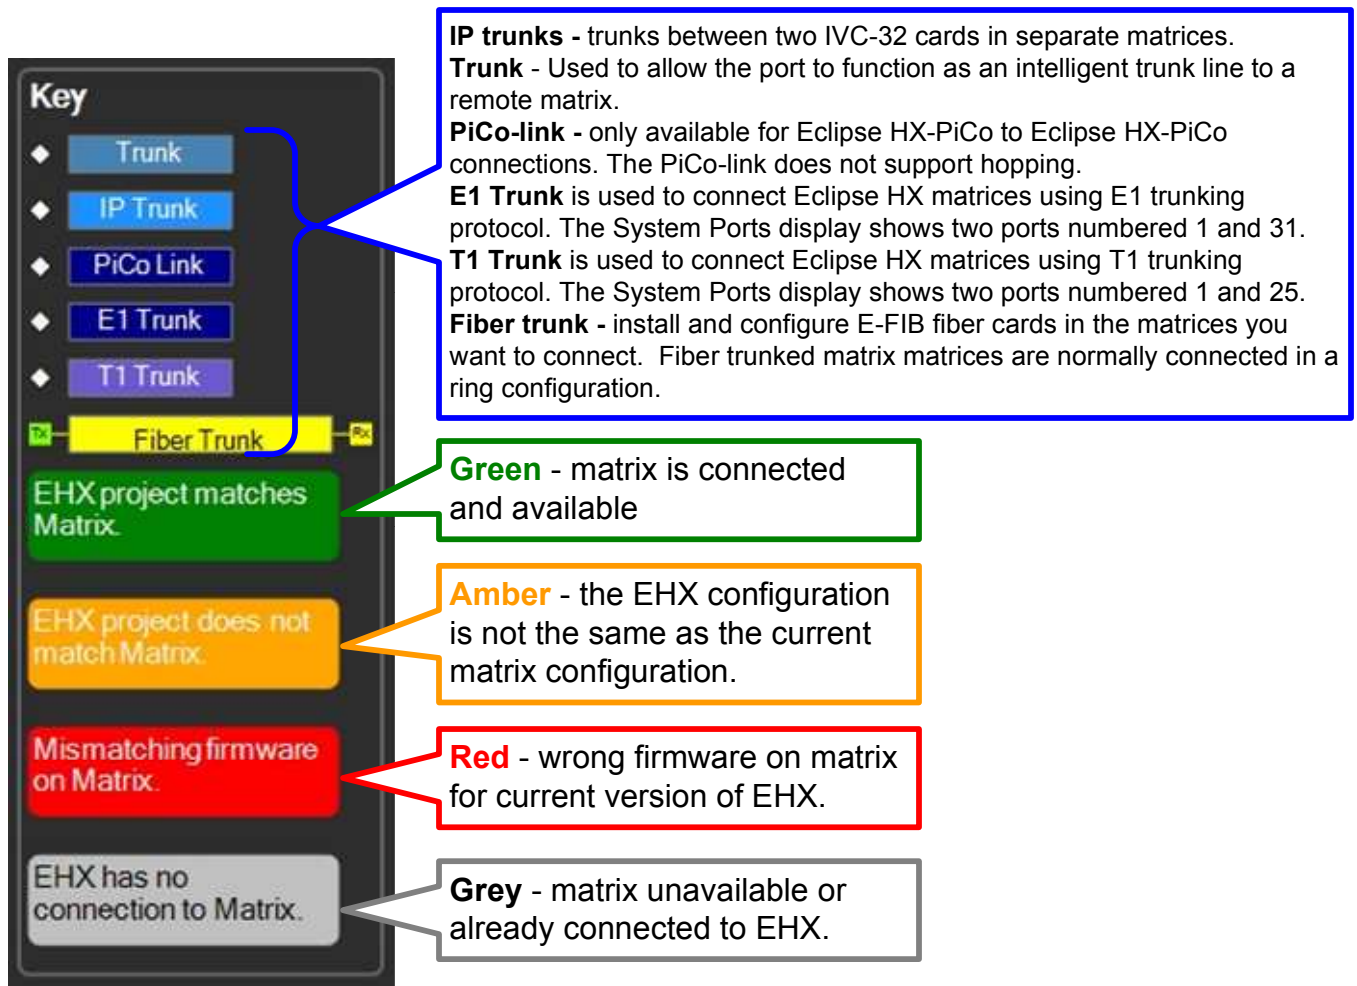 Key
Trunk
IP Trunk
PiCo Link
E1 Trunk
T1 Trunk
Tx
Fiber Trunk
Rx
EHX project matches
Matrix.
EHX project does not
match Matrix.
Mismatching firmware
on Matrix.
EHX has no
connection to Matrix.
IP trunks - trunks between two IVC-32 cards in separate matrices.
Trunk - Used to allow the port to function as an intelligent trunk line to a
remote matrix.
PiCo-link - only available for Eclipse HX-PiCo to Eclipse HX-PiCo
connections. The PiCo-link does not support hopping.
E1 Trunk is used to connect Eclipse HX matrices using E1 trunking
protocol. The System Ports display shows two ports numbered 1 and 31.
T1 Trunk is used to connect Eclipse HX matrices using T1 trunking
protocol. The System Ports display shows two ports numbered 1 and 25.
Fiber trunk - install and configure E-FIB fiber cards in the matrices you
want to connect.  Fiber trunked matrix matrices are normally connected in a
ring configuration.
Green - matrix is connected
and available
Amber - the EHX configuration
is not the same as the current
matrix configuration.
Red - wrong firmware on matrix
for current version of EHX.
Grey - matrix unavailable or
already connected to EHX.